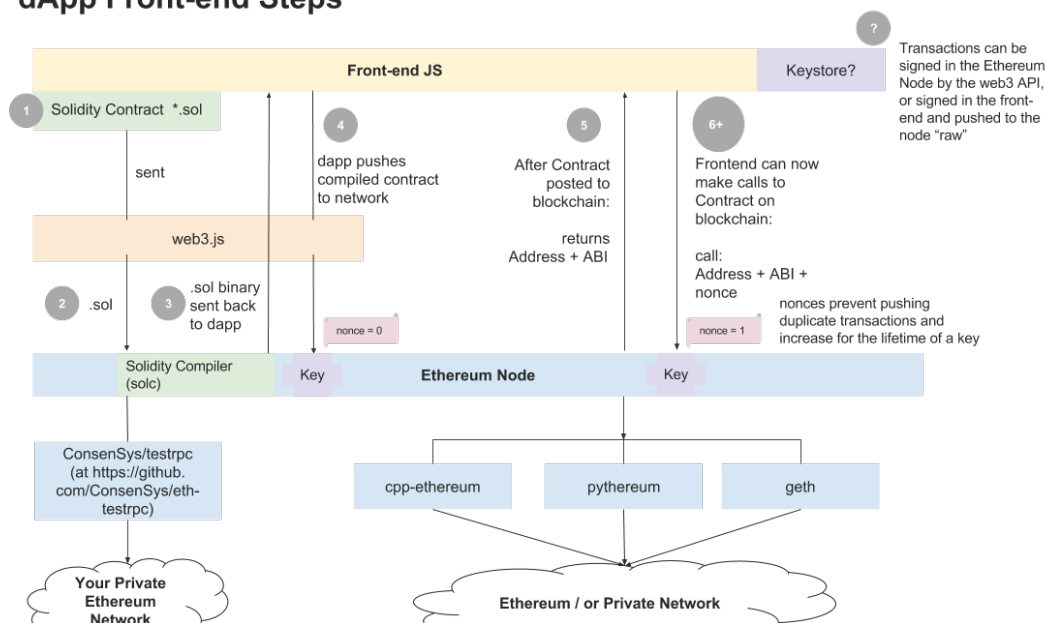 dApp Front-end Steps
?
Transactions can be
signed in the Ethereum
Node by the web3 API,
or signed in the front-
end and pushed to the
node “raw”
Front-end JS
Keystore?
1
Solidity Contract *.sol
sent
4
dapp pushes
compiled contract
to network
5
After Contract
posted to
blockchain:
returns
Address + ABI
6+
Frontend can now
make calls to
Contract on
blockchain:
call:
Address + ABI +
nonce
web3.js
2
.sol
3
.sol binary
sent back
to dapp
nonce = 0
nonce = 1
nonces prevent pushing
duplicate transactions and
increase for the lifetime of a key
Solidity Compiler
(solc)
Key
Ethereum Node
Key
ConsenSys/testrpc
(at https://github.
com/ConsenSys/eth-
testrpc)
cpp-ethereum
pythereum
geth
Your Private
Ethereum
Network
Ethereum / or Private Network